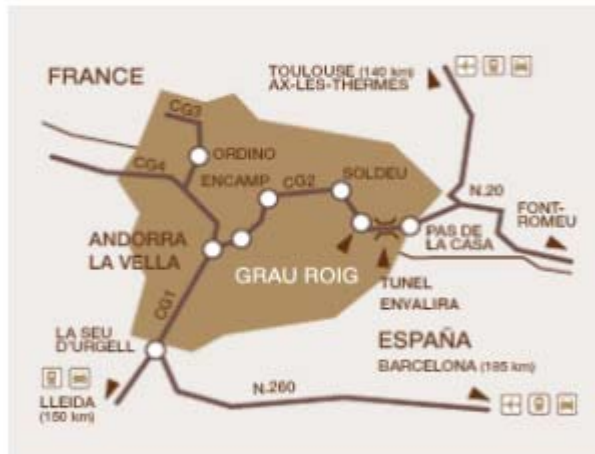 FRANCE
TOULOUSE (140 km)
AX-LES-THERMES
CG3
ORDINO
CG4
ENCAMP
CG2
SOLDEU
N.20
FONT-
ROMEU
ANDORRA
LA VELLA
PAS DE
LA CASA
GRAU ROIG
TUNEL
ENVALIRA
CG1
LA SEU
D'URGELL
ESPAÑA
BARCELONA (185 km)
LLEIDA
(150 km)
N.260